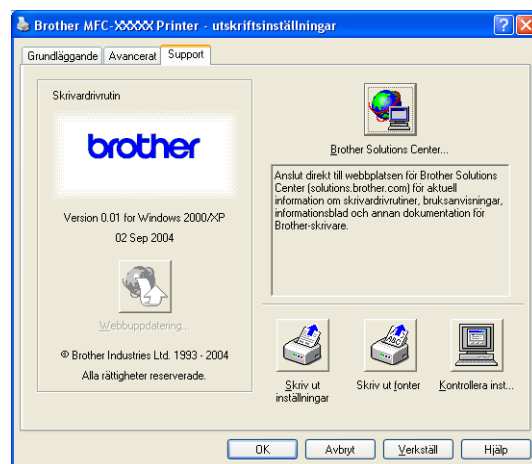 Brother MFC-XXXXX Printer - utskriftsinställningar
Grundläggande Avancerat Support
Skrivardrivrutin
brother
Version 0.01 for Windows 2000/XP
02 Sep 2004
Webbuppdatering...
© Brother Industries Ltd. 1993 - 2004
Alla rättigheter reserverade.
Brother Solutions Center...
Anslut direkt till webbplatsen för Brother Solutions
Center (solutions.brother.com) för aktuell
information om skrivardrivrutiner, bruksanvisningar,
informationsblad och annan dokumentation för
Brother-skrivare.
Skriv ut
inställningar
Skriv ut fonter
Kontrollera inst...
OK Avbryt Verkställ Hjälp